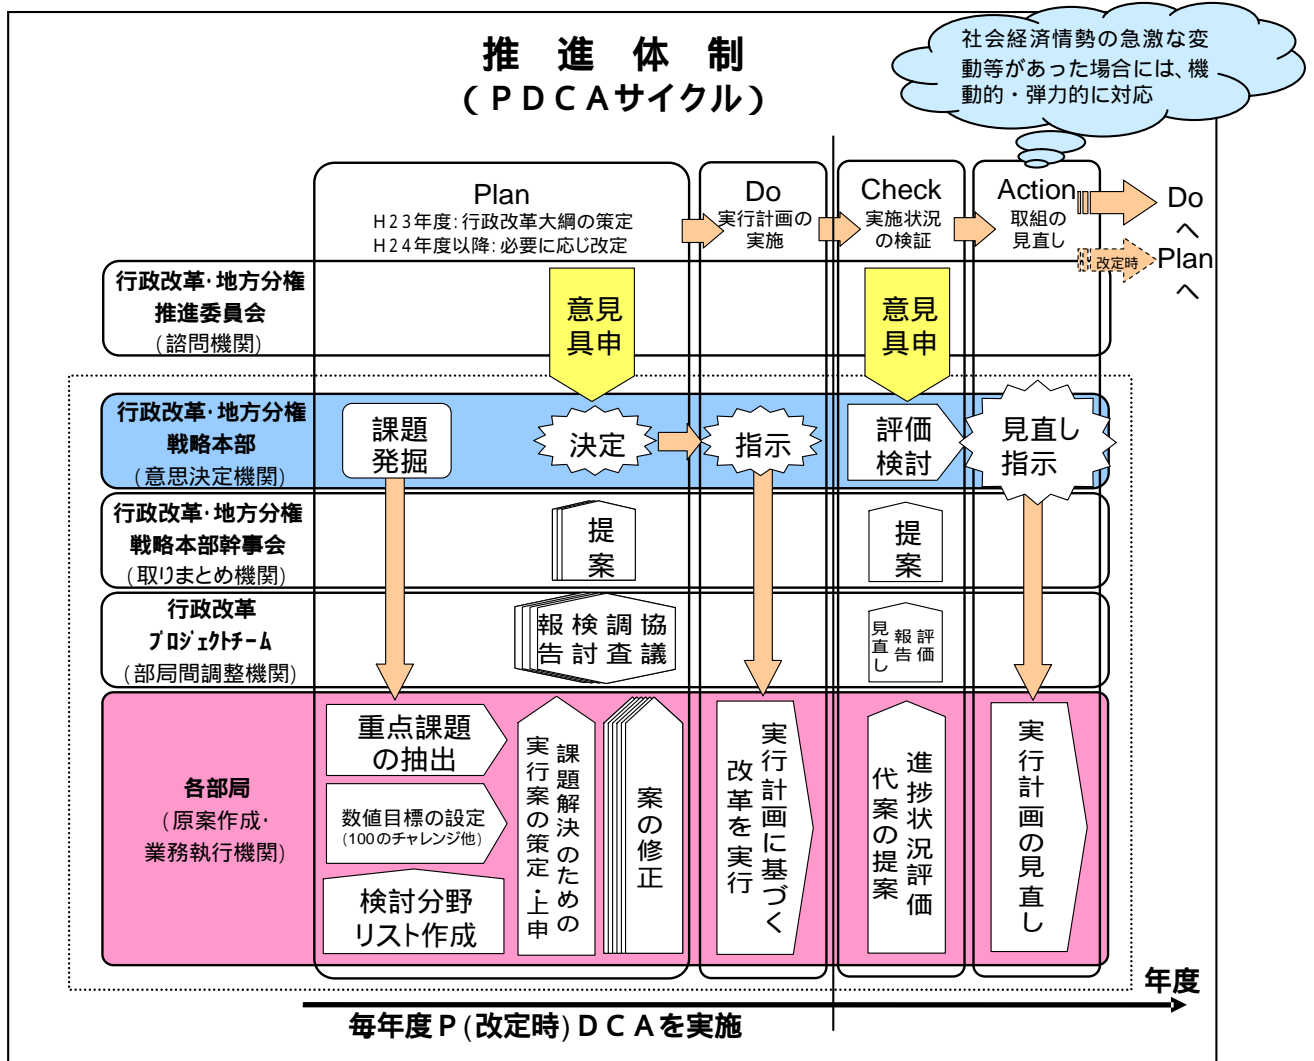 推進体制
(PDCAサイクル)
社会経済情勢の急激な変
動等があった場合には、機
動的・弾力的に対応
Plan
H23年度:行政改革大綱の策定
H24年度以降:必要に応じ改定
Do
実行計画の
実施
Check
実施状況
の検証
Action
取組の
見直し
Do
へ
改定時
Plan
へ
行政改革・地方分権
推進委員会
(諮問機関)
意見
具申
意見
具申
行政改革・地方分権
戦略本部
(意思決定機関)
課題
発掘
決定
指示
評価
検討
見直し
指示
行政改革・地方分権
戦略本部幹事会
(取りまとめ機関)
提案
提案
行政改革
プロジェクトチーム
(部局間調整機関)
協議
調査
検討
報告
評価
報告
見直し
各部局
(原案作成・
業務執行機関)
重点課題
の抽出
数値目標の設定
(100のチャレンジ他)
検討分野
リスト作成
課題解決のための
実行案の策定・上申
案の修正
実行計画に基づく
改革を実行
進捗状況評価
代案の提案
実行計画の見直し
年度
毎年度P(改定時)DCAを実施